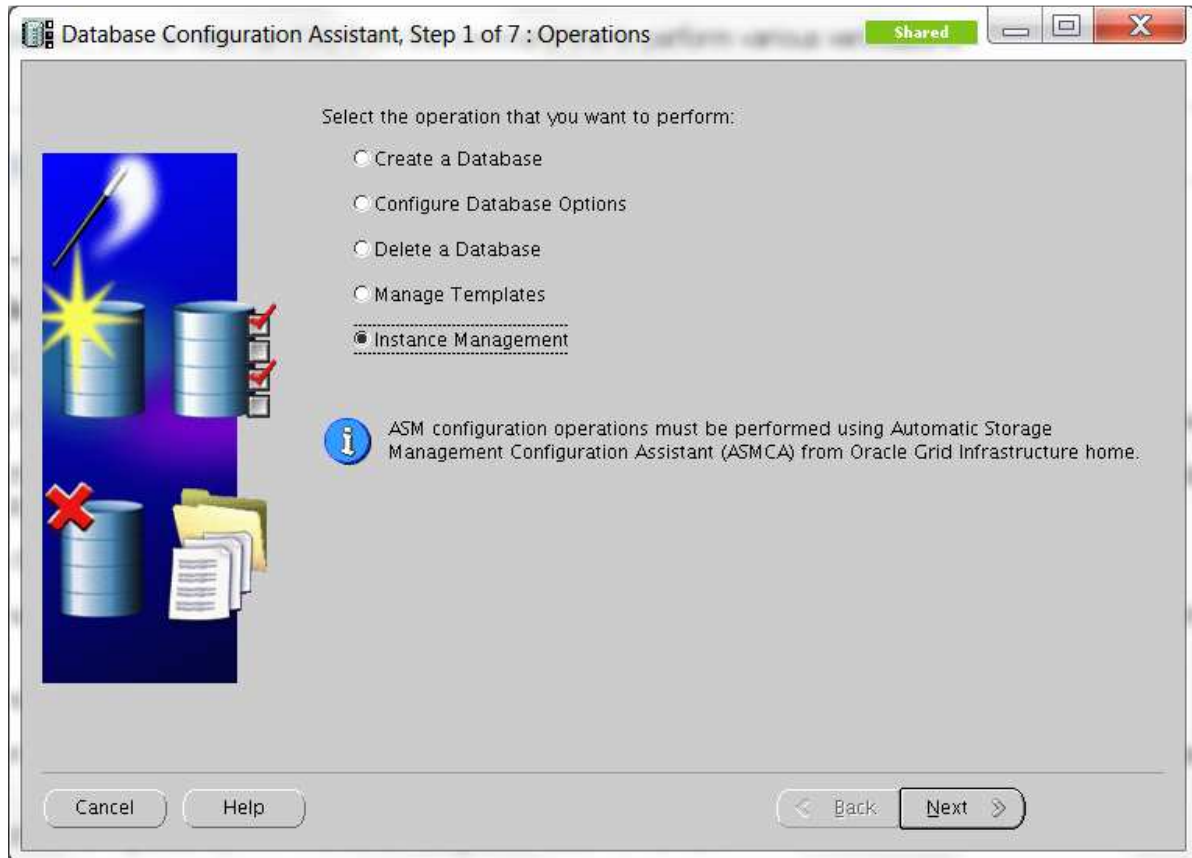 Database Configuration Assistant, Step 1 of 7 : Operations
Shared
Select the operation that you want to perform:
Create a Database
Configure Database Options
Delete a Database
Manage Templates
Instance Management
ASM configuration operations must be performed using Automatic Storage
Management Configuration Assistant (ASMCA) from Oracle Grid Infrastructure home.
Cancel
Help
Back
Next